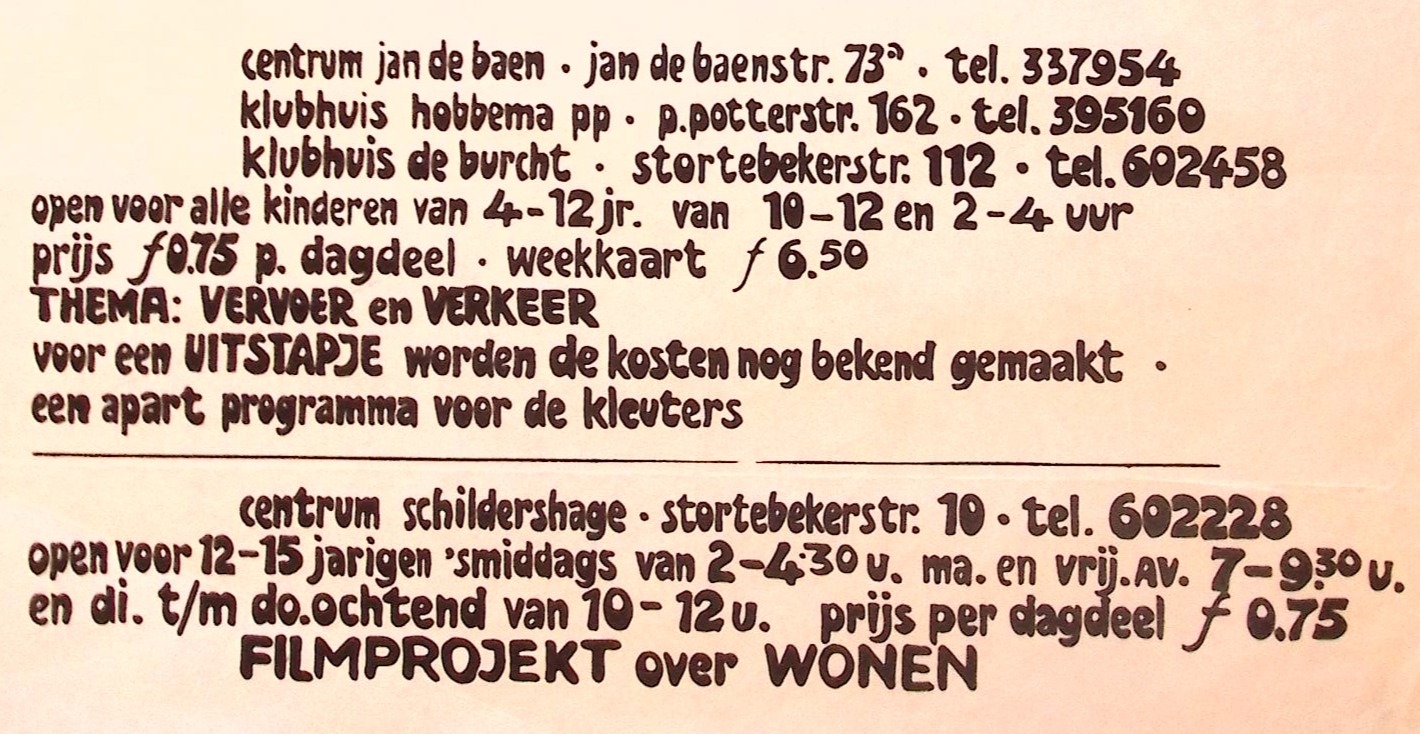 centrum jan de baen · jan de baenstr. 73ª · tel. 337954
klubhuis hobbema pp · p.potterstr. 162 · tel. 395160
klubhuis de burcht · stortebekerstr. 112 · tel. 602458
open voor alle kinderen van 4-12 jr. van 10-12 en 2-4 uur
prijs ƒ0.75 p. dagdeel · weekkaart ƒ 6.50
THEMA: VERVOER en VERKEER
voor een UITSTAPJE worden de kosten nog bekend gemaakt ·
een apart programma voor de kleuters
centrum schildershage · stortebekerstr. 10 · tel. 602228
open voor 12-15 jarigen 'smiddags van 2-4.30 u. ma. en vrij.av. 7-9.30 u.
en di. t/m do.ochtend van 10-12 u. prijs per dagdeel ƒ 0.75
FILMPROJEKT over WONEN